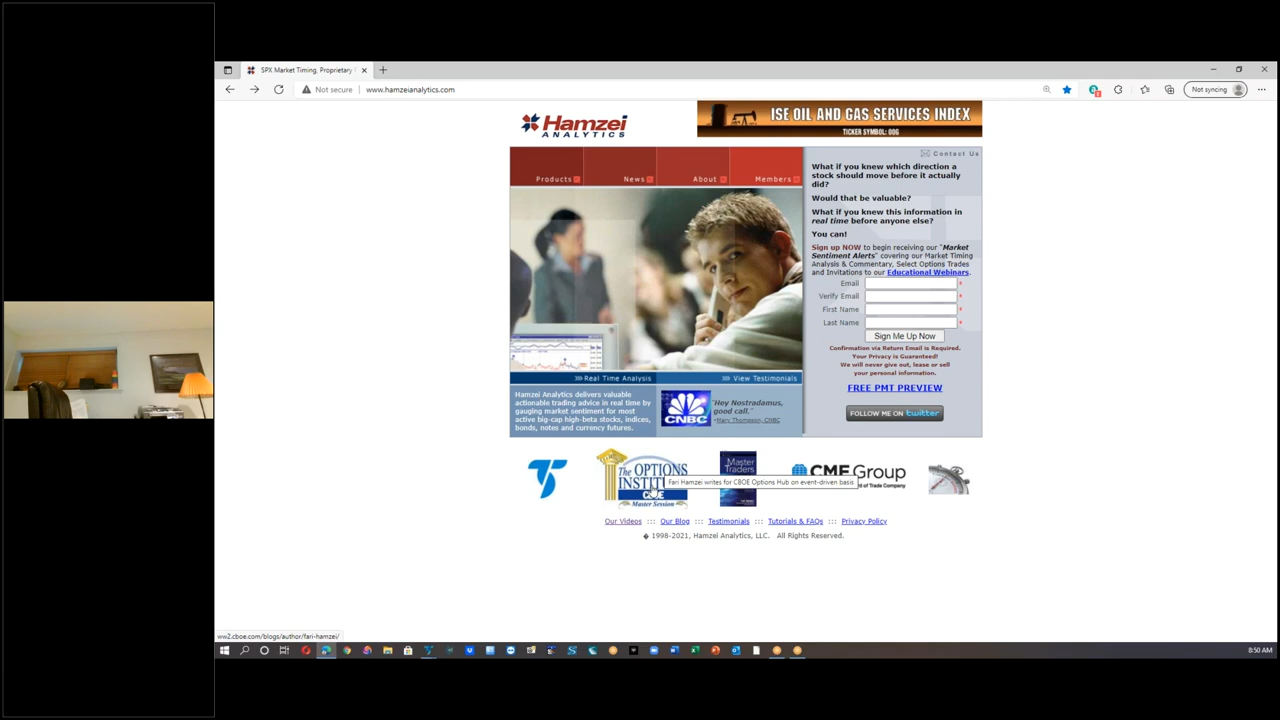 SPX Market Timing, Proprietary
Not secure
www.hamzeianalytics.com
Not syncing
Hamzei
ANALYTICS
ISE OIL AND GAS SERVICES INDEX
TICKER SYMBOL: OOG
Contact Us
Products
News
About
Members
What if you knew which direction a
stock should move before it actually
did?
Would that be valuable?
What if you knew this information in
real time before anyone else?
You can!
Sign up NOW to begin receiving our "Market
Sentiment Alerts" covering our Market Timing
Analysis & Commentary, Select Options Trades
and Invitations to our Educational Webinars.
Email *
Verify Email *
First Name *
Last Name *
Sign Me Up Now
Confirmation via Return Email is Required.
Your Privacy is Guaranteed!
We will never give out, lease or sell
your personal information.
FREE PMT PREVIEW
FOLLOW ME ON twitter
Real Time Analysis
View Testimonials
Hamzei Analytics delivers valuable
actionable trading advice in real time by
gauging market sentiment for most
active big-cap high-beta stocks, indices,
bonds, notes and currency futures.
CNBC
"Hey Nostradamus,
good call."
-Mary Thompson, CNBC
The OPTIONS
INSTIT
CBOE
Master Session
Master
Traders
Fari Hamzei writes for CBOE Options Hub on event-driven basis
CME Group
d of Trade Company
Our Videos ::: Our Blog ::: Testimonials ::: Tutorials & FAQs ::: Privacy Policy
� 1998-2021, Hamzei Analytics, LLC. All Rights Reserved.
ww2.cboe.com/blogs/author/fari-hamzei/
8:50 AM